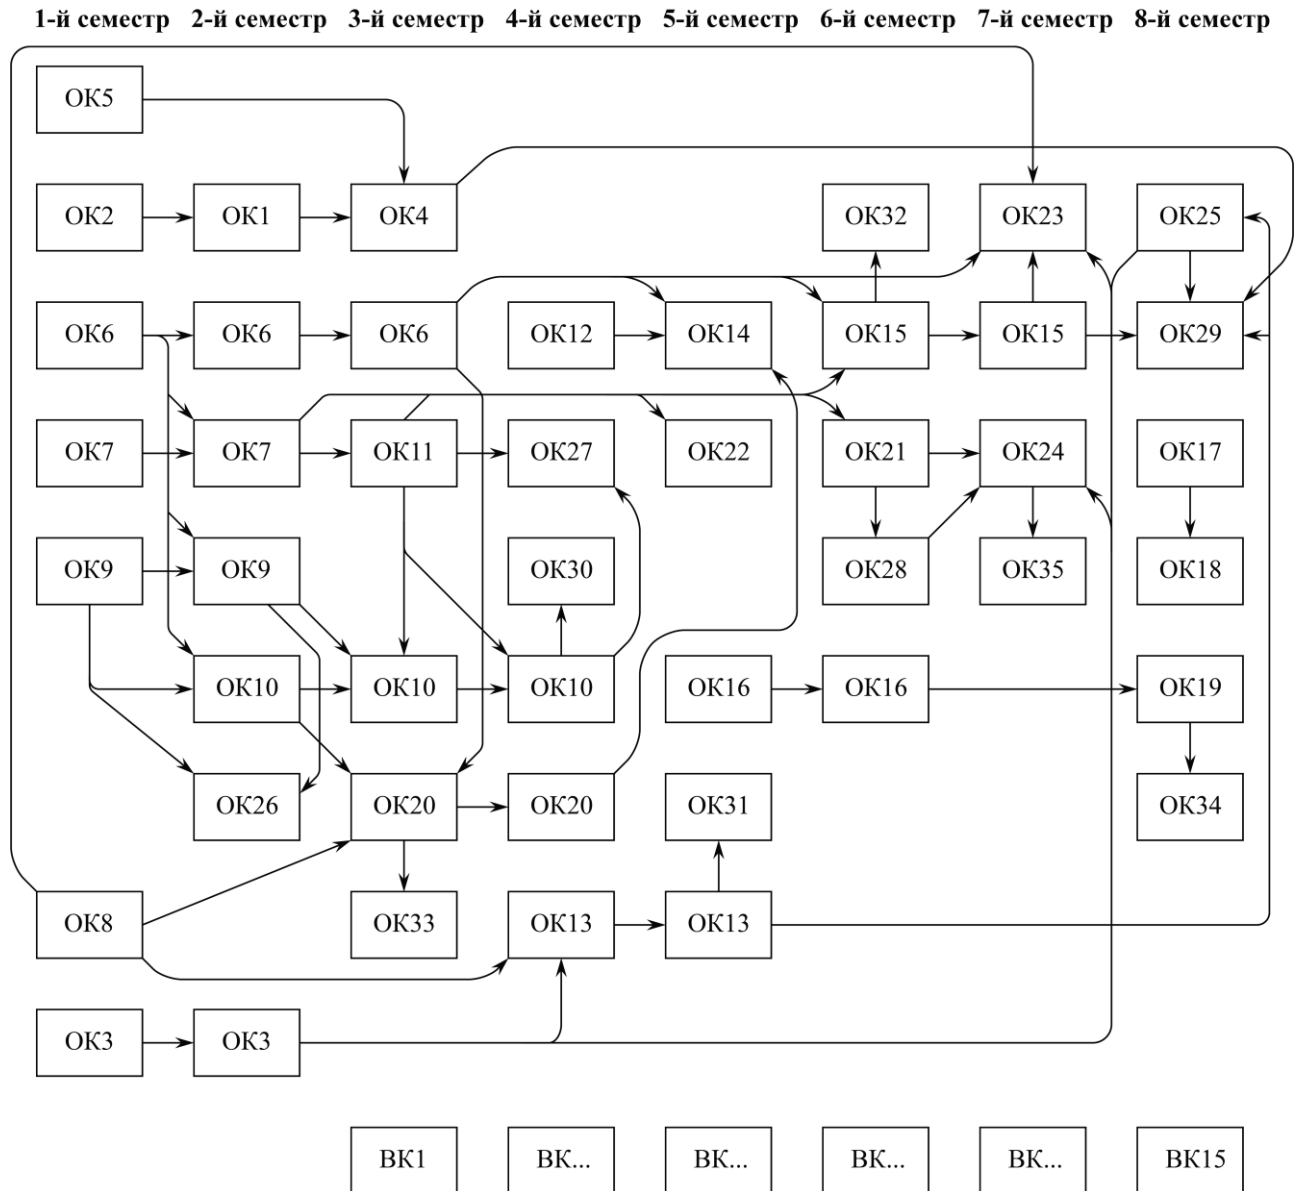 1-й семестр 2-й семестр 3-й семестр 4-й семестр 5-й семестр 6-й семестр 7-й семестр 8-й семестр
ОК5
ОК2 ОК1 ОК4 ОК32 ОК23 ОК25
ОК6 ОК6 ОК6 ОК12 ОК14 ОК15 ОК15 ОК29
ОК7 ОК7 ОК11 ОК27 ОК22 ОК21 ОК24 ОК17
ОК9 ОК9 ОК30 ОК28 ОК35 ОК18
ОК10 ОК10 ОК10 ОК16 ОК16 ОК19
ОК26 ОК20 ОК20 ОК31 ОК34
ОК8 ОК33 ОК13 ОК13
ОК3 ОК3
ВК1 ВК... ВК... ВК... ВК... ВК15